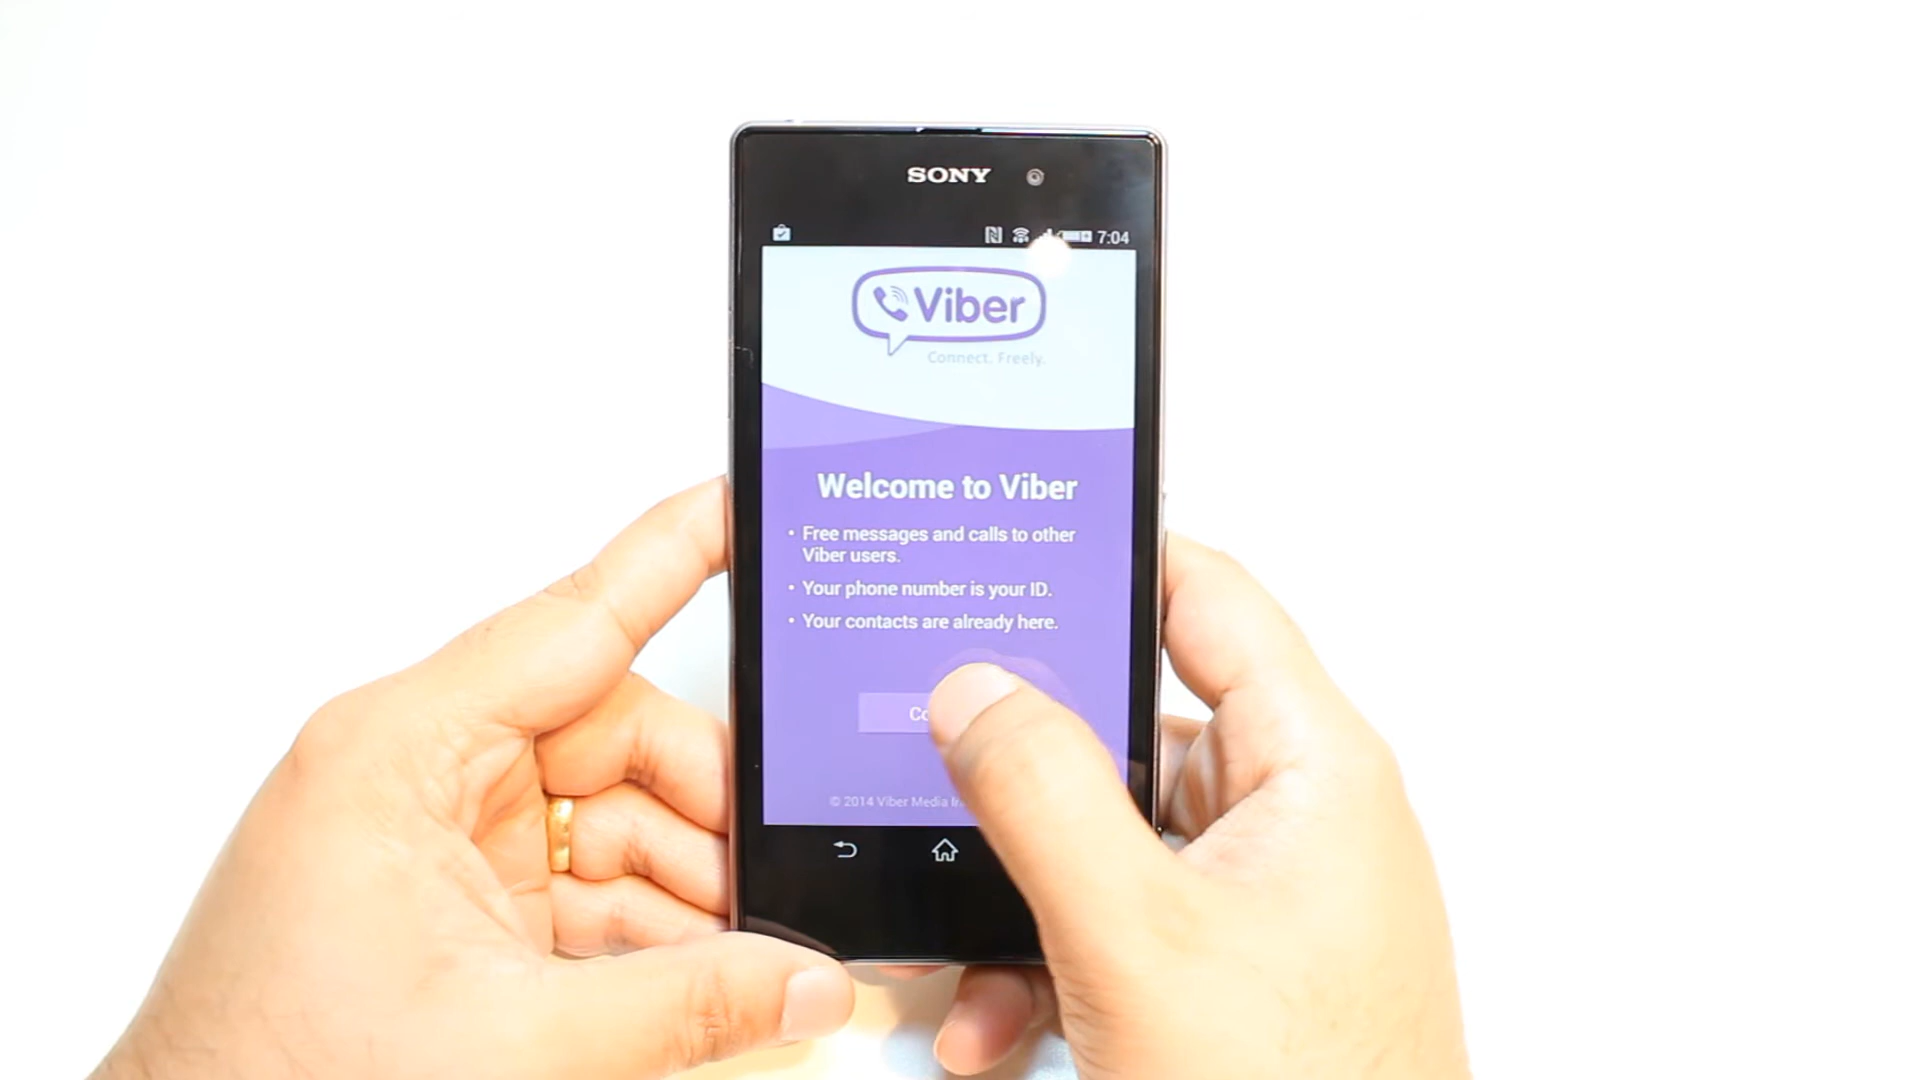 SONY
7:04
Viber
Connect. Freely.
Welcome to Viber
• Free messages and calls to other
Viber users.
• Your phone number is your ID.
• Your contacts are already here.
© 2014 Viber Media